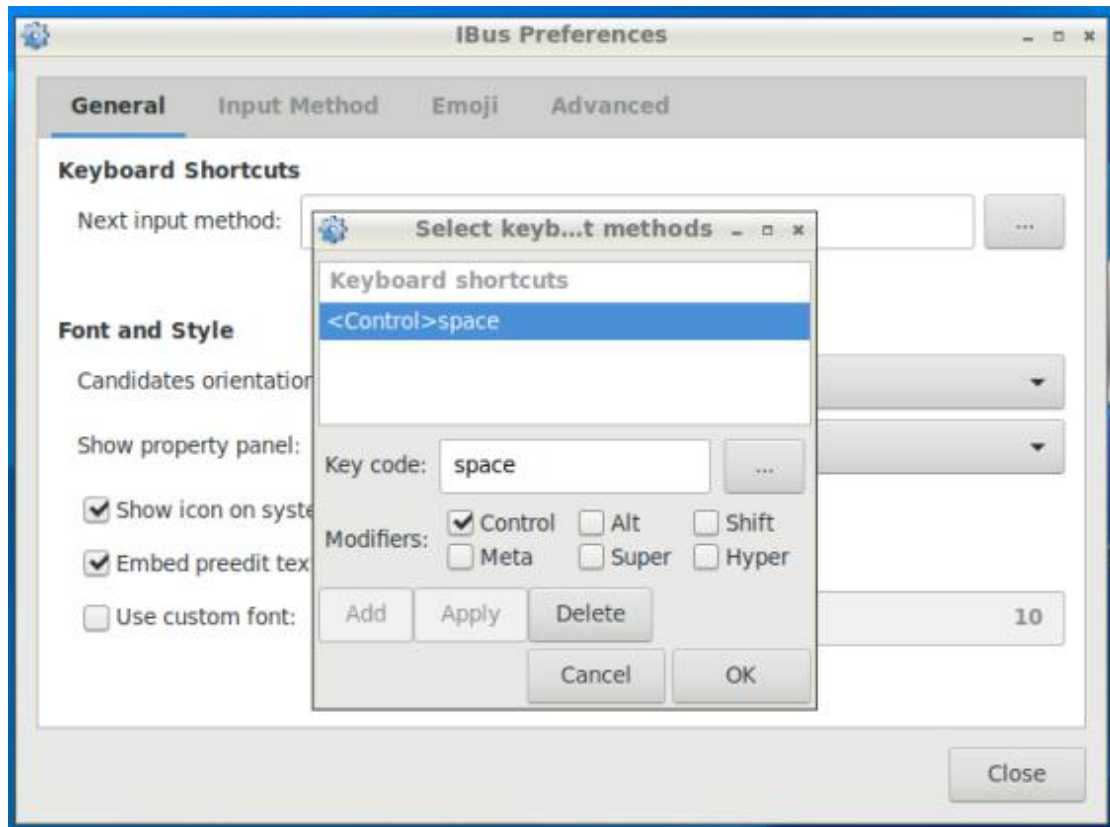 IBus Preferences
General Input Method Emoji Advanced
Keyboard Shortcuts
Next input method: ...
Select keyb...t methods
Keyboard shortcuts
<Control>space
Font and Style
Candidates orientation
Show property panel:
Key code: space ...
Show icon on syste
Modifiers: Control Alt Shift
Meta Super Hyper
Embed preedit tex
Use custom font: 10
Add Apply Delete
Cancel OK
Close